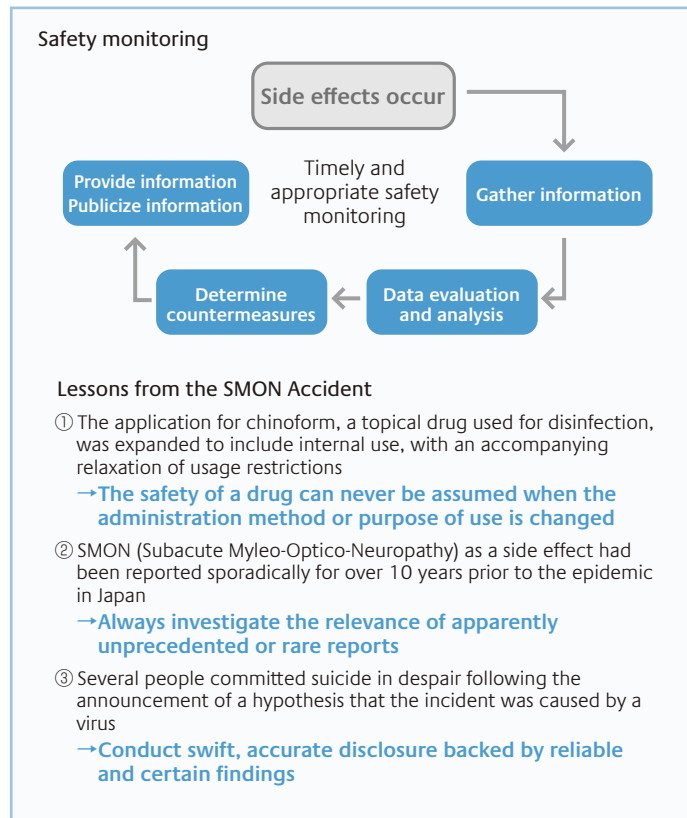 Safety monitoring
Side effects occur
Timely and
appropriate safety
monitoring
Gather information
Data evaluation
and analysis
Determine
countermeasures
Provide information
Publicize information
Lessons from the SMON Accident
① The application for chinoform, a topical drug used for disinfection,
was expanded to include internal use, with an accompanying
relaxation of usage restrictions
→The safety of a drug can never be assumed when the
administration method or purpose of use is changed
② SMON (Subacute Myleo-Optico-Neuropathy) as a side effect had
been reported sporadically for over 10 years prior to the epidemic
in Japan
→Always investigate the relevance of apparently
unprecedented or rare reports
③ Several people committed suicide in despair following the
announcement of a hypothesis that the incident was caused by a
virus
→Conduct swift, accurate disclosure backed by reliable
and certain findings